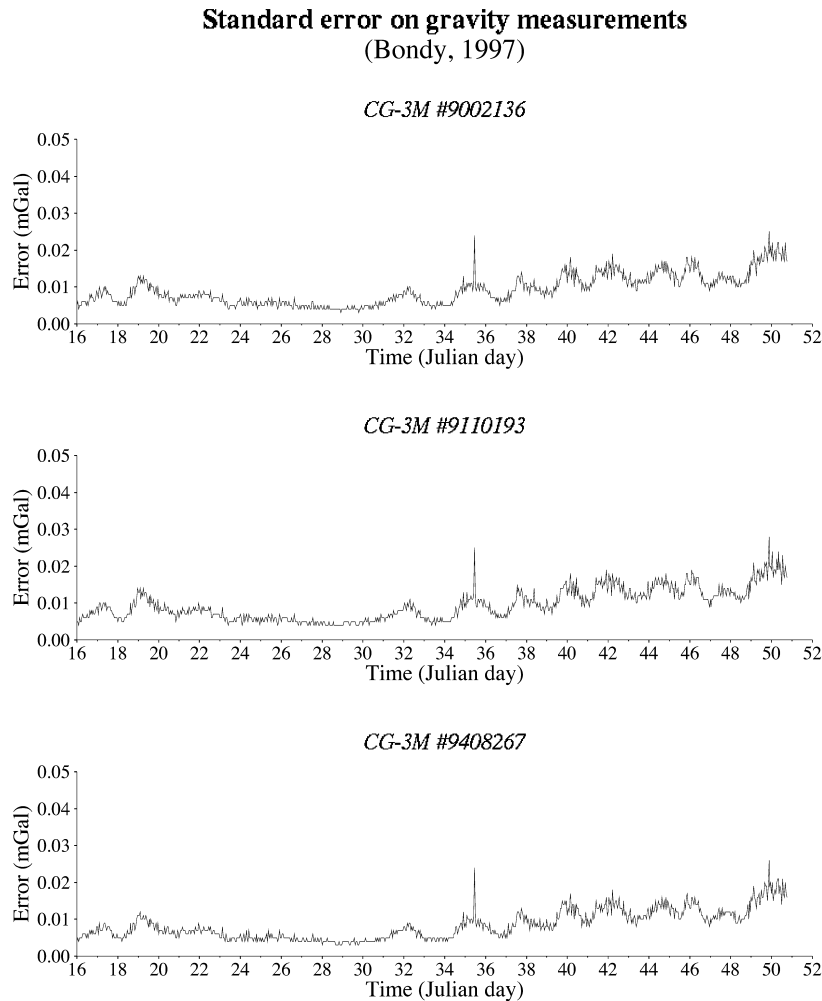 Standard error on gravity measurements
(Bondy, 1997)
CG-3M #9002136
Error (mGal)
0.05
0.04
0.03
0.02
0.01
0.00
16 18 20 22 24 26 28 30 32 34 36 38 40 42 44 46 48 50 52
Time (Julian day)
CG-3M #9110193
Error (mGal)
0.05
0.04
0.03
0.02
0.01
0.00
16 18 20 22 24 26 28 30 32 34 36 38 40 42 44 46 48 50 52
Time (Julian day)
CG-3M #9408267
Error (mGal)
0.05
0.04
0.03
0.02
0.01
0.00
16 18 20 22 24 26 28 30 32 34 36 38 40 42 44 46 48 50 52
Time (Julian day)